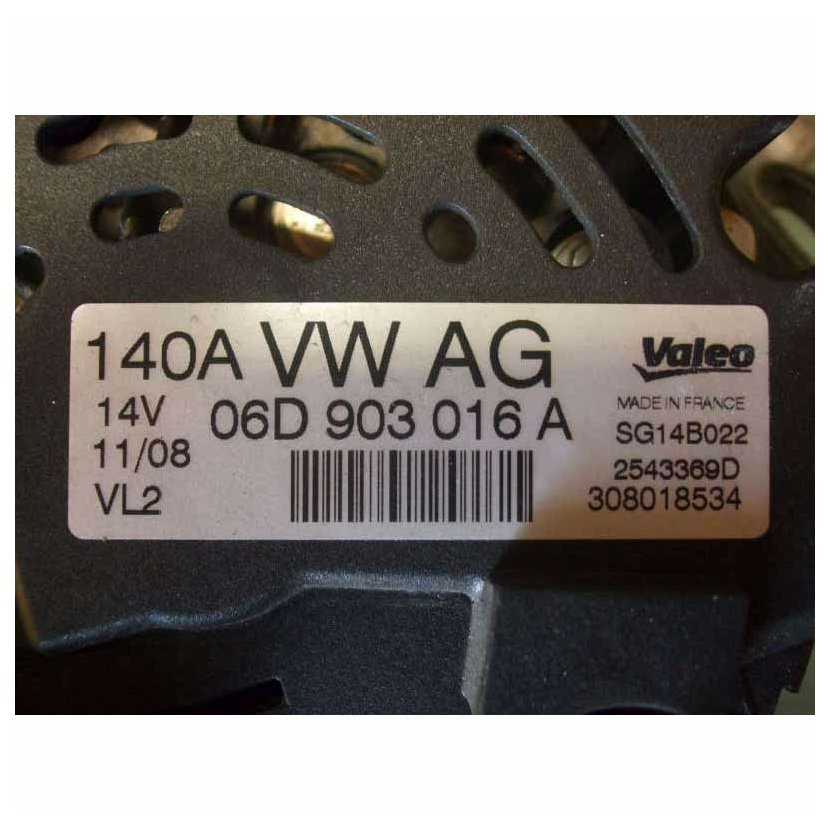 140A VW AG
14V 06D 903 016 A
11/08
VL2
Valeo
MADE IN FRANCE
SG14B022
2543369D
308018534